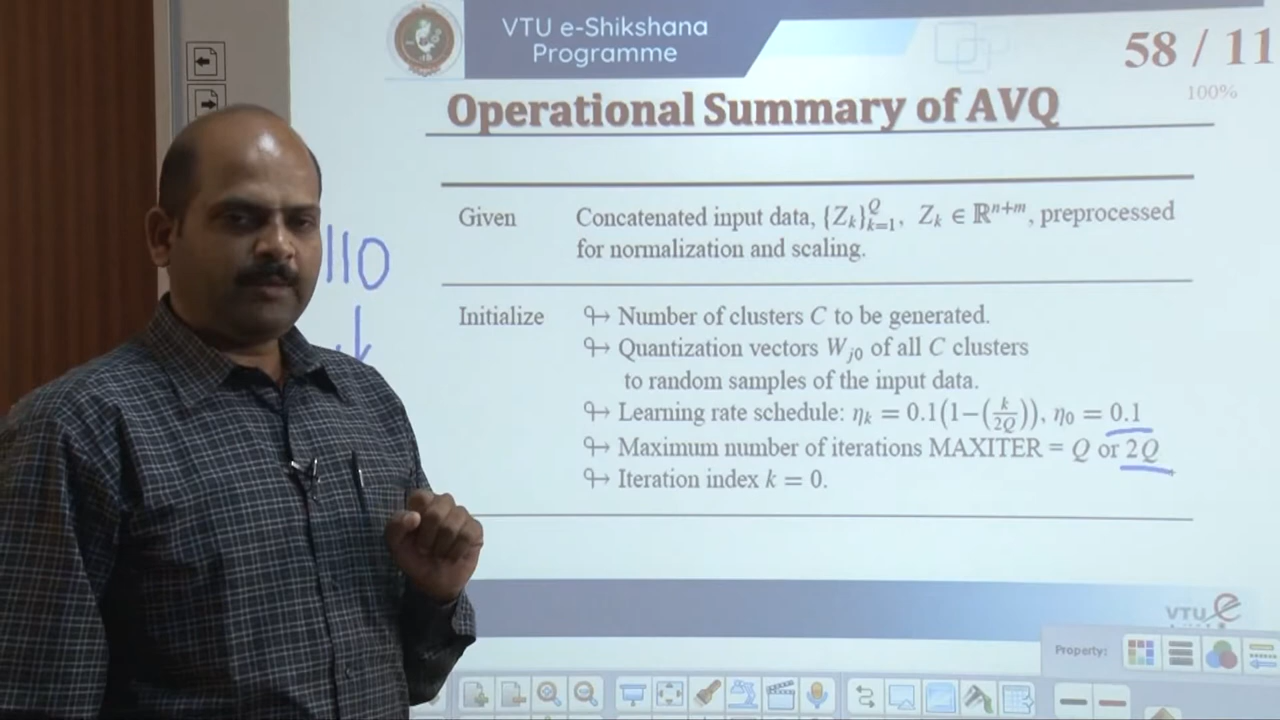 VTU e-Shikshana
Programme
58 / 11
100%
Operational Summary of AVQ
110
k
Given Concatenated input data, {Z_k}_{k=1}^Q, Z_k ∈ ℝ^{n+m}, preprocessed
for normalization and scaling.
Initialize ↬ Number of clusters C to be generated.
↬ Quantization vectors W_{j0} of all C clusters
to random samples of the input data.
↬ Learning rate schedule: η_k = 0.1(1−(k/2Q)), η_0 = 0.1
↬ Maximum number of iterations MAXITER = Q or 2Q
↬ Iteration index k = 0.
VTU e
Property: